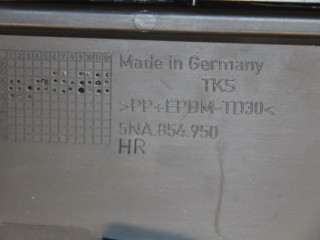 Made in Germany
TKS
>PP+EPDM-TD30<
5NA.854.950
HR